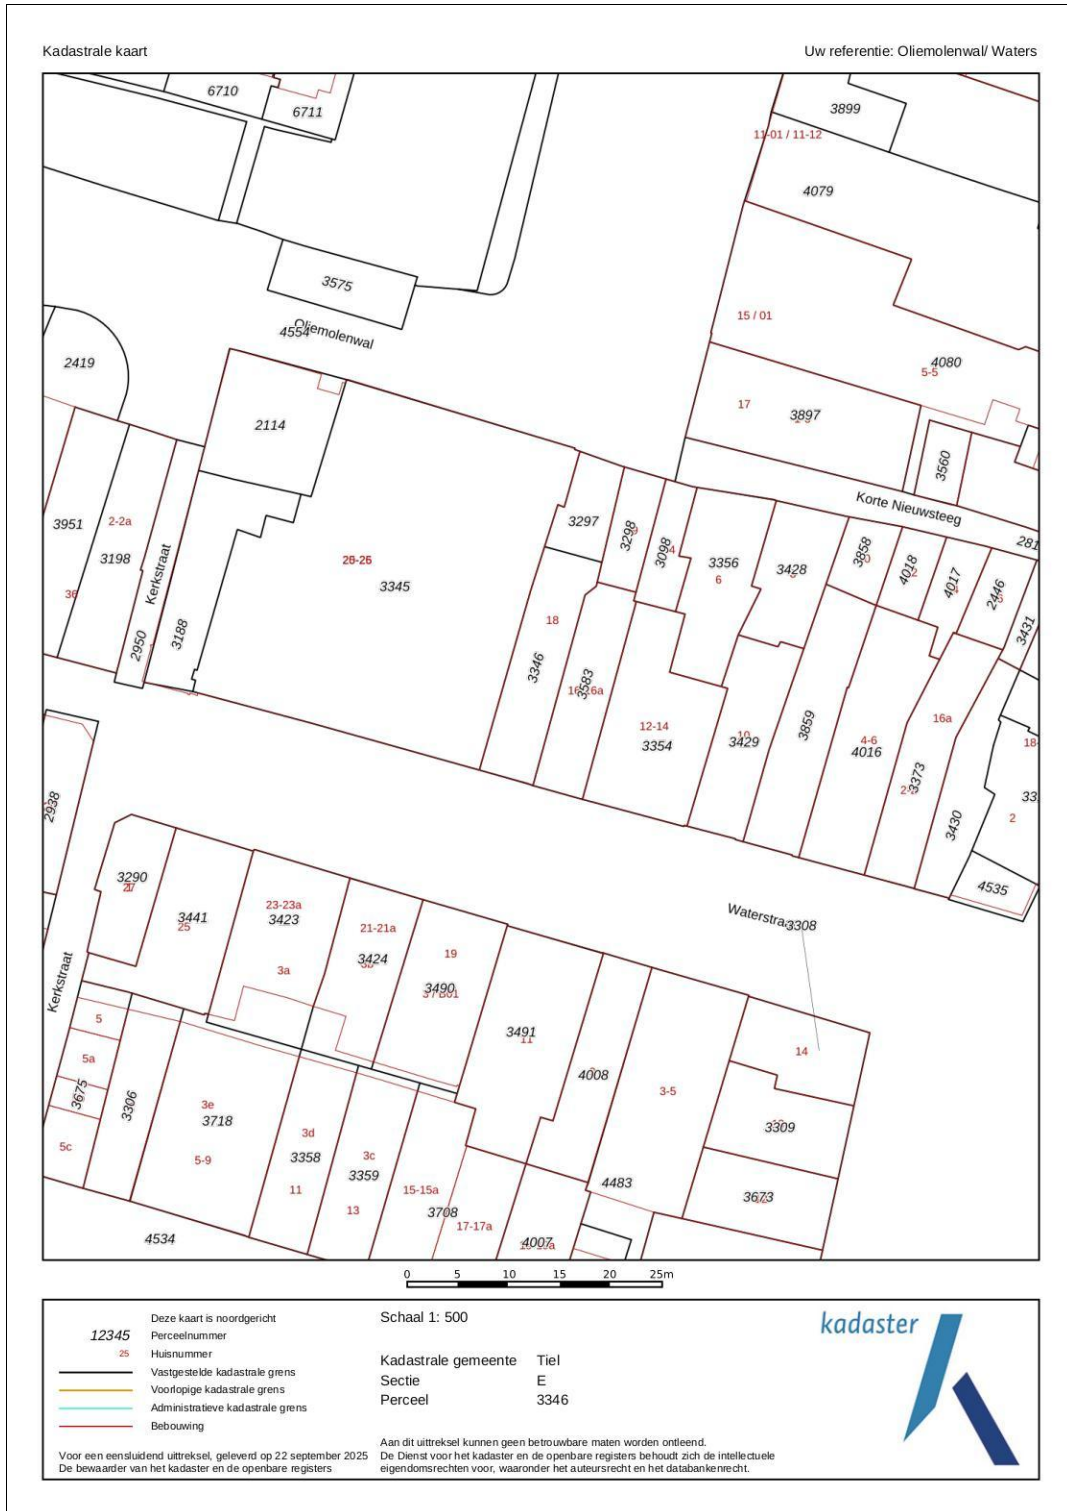 Kadastrale kaart
Uw referentie: Oliemolenwal/ Waters
6710
6711
3899
11-01 / 11-12
4079
3575
15 / 01
Oliemolenwal
4554
2419
4080
5-5
17
3897
2114
3560
Korte Nieuwsteeg
281
3951
2-2a
3198
36
Kerkstraat
2950
3188
3345
3297
3298
3098
3356
6
3428
3858
4018
4017
2446
3431
18
3346
3583
12-14
3354
10
3429
3859
4-6
4016
16a
3373
3430
18-
33
2
4535
2938
3290
27
3441
25
23-23a
3423
3a
21-21a
3424
19
3490
Waterstra
3308
Kerkstraat
3491
11
4008
3-5
14
3309
3673
4483
5
5a
3675
5c
3306
3e
3718
5-9
3d
3358
11
3c
3359
13
15-15a
3708
17-17a
4007
4534
0 5 10 15 20 25m
Deze kaart is noordgericht
12345 Perceelnummer
25 Huisnummer
Vastgestelde kadastrale grens
Voorlopige kadastrale grens
Administratieve kadastrale grens
Bebouwing
Voor een eensluidend uittreksel, geleverd op 22 september 2025
De bewaarder van het kadaster en de openbare registers
Schaal 1: 500
Kadastrale gemeente Tiel
Sectie E
Perceel 3346
Aan dit uittreksel kunnen geen betrouwbare maten worden ontleend.
De Dienst voor het kadaster en de openbare registers behoudt zich de intellectuele
eigendomsrechten voor, waaronder het auteursrecht en het databankenrecht.
kadaster